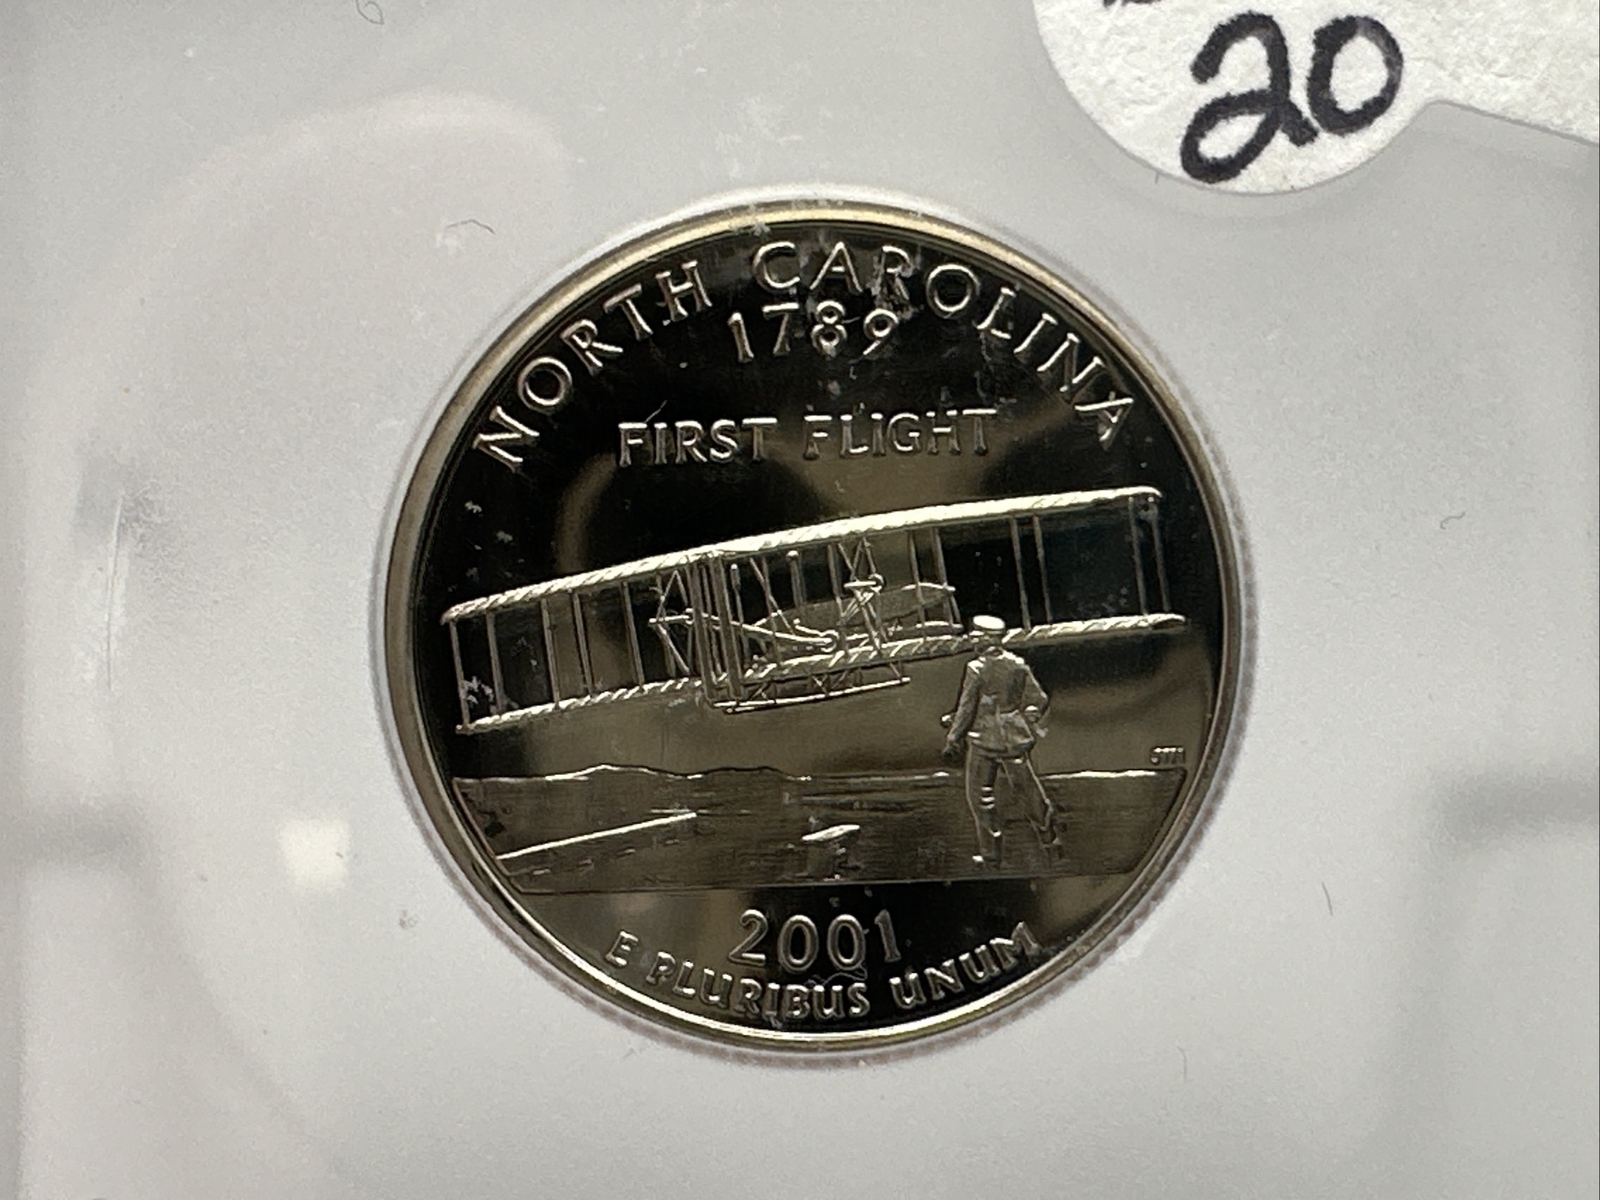 20
NORTH CAROLINA
1789
FIRST FLIGHT
2001
E PLURIBUS UNUM